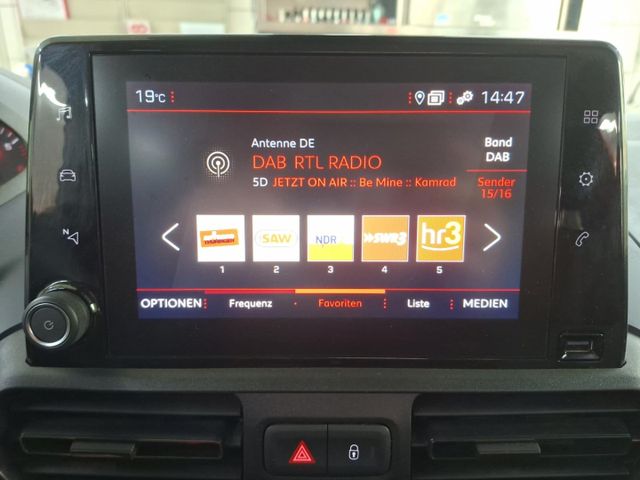 19°C
14:47
Antenne DE
DAB RTL RADIO
5D JETZT ON AIR :: Be Mine :: Kamrad
Band
DAB
Sender
15/16
THÜRINGEN
SAW
NDR
»SWR3
hr3
1 2 3 4 5
OPTIONEN Frequenz Favoriten Liste MEDIEN
N